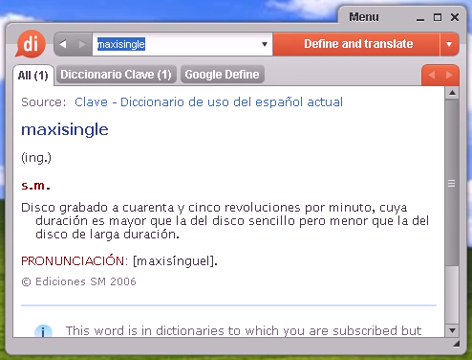 Menu
di
maxisingle
Define and translate
All (1)
Diccionario Clave (1)
Google Define
Source: Clave - Diccionario de uso del español actual
maxisingle
(ing.)
s.m.
Disco grabado a cuarenta y cinco revoluciones por minuto, cuya
duración es mayor que la del disco sencillo pero menor que la del
disco de larga duración.
PRONUNCIACIÓN: [maxisínguel].
© Ediciones SM 2006
This word is in dictionaries to which you are subscribed but